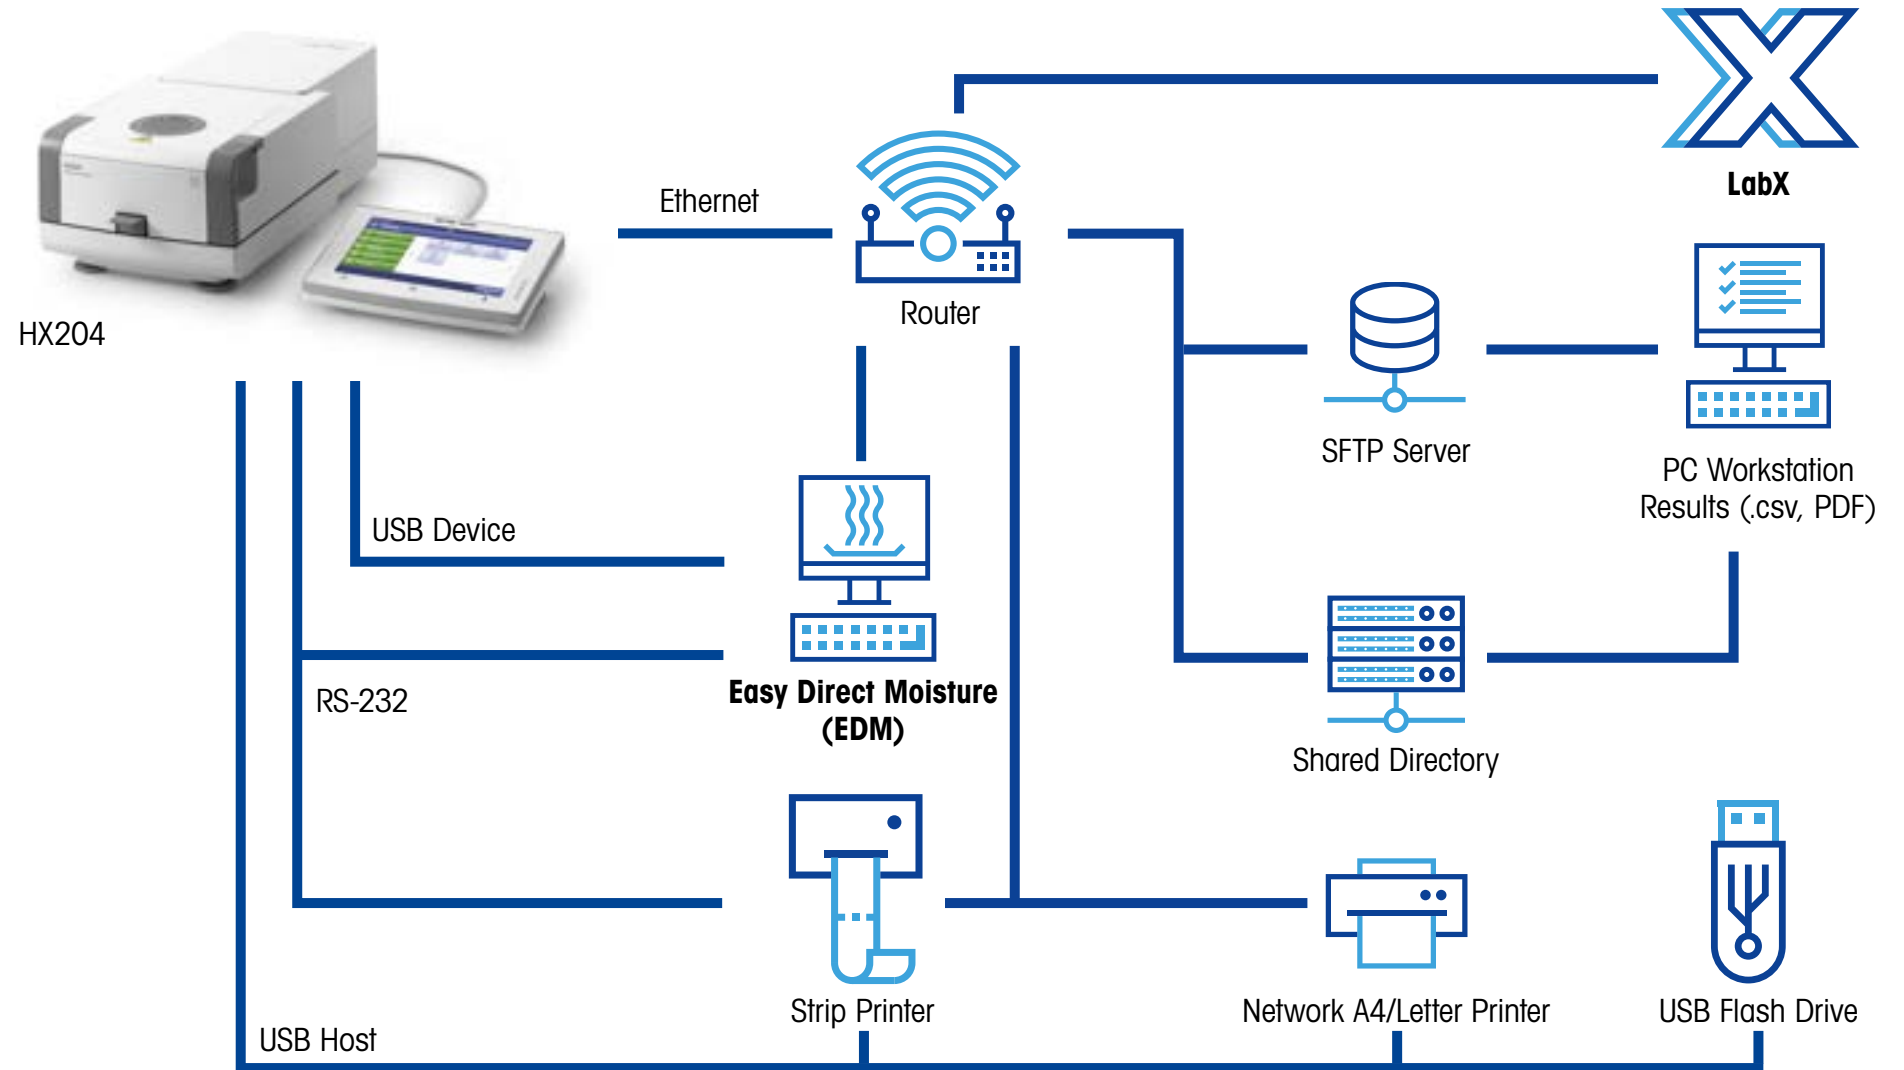 LabX
Ethernet
Router
HX204
SFTP Server
PC Workstation
Results (.csv, PDF)
USB Device
Easy Direct Moisture
(EDM)
RS-232
Shared Directory
Strip Printer
Network A4/Letter Printer
USB Flash Drive
USB Host